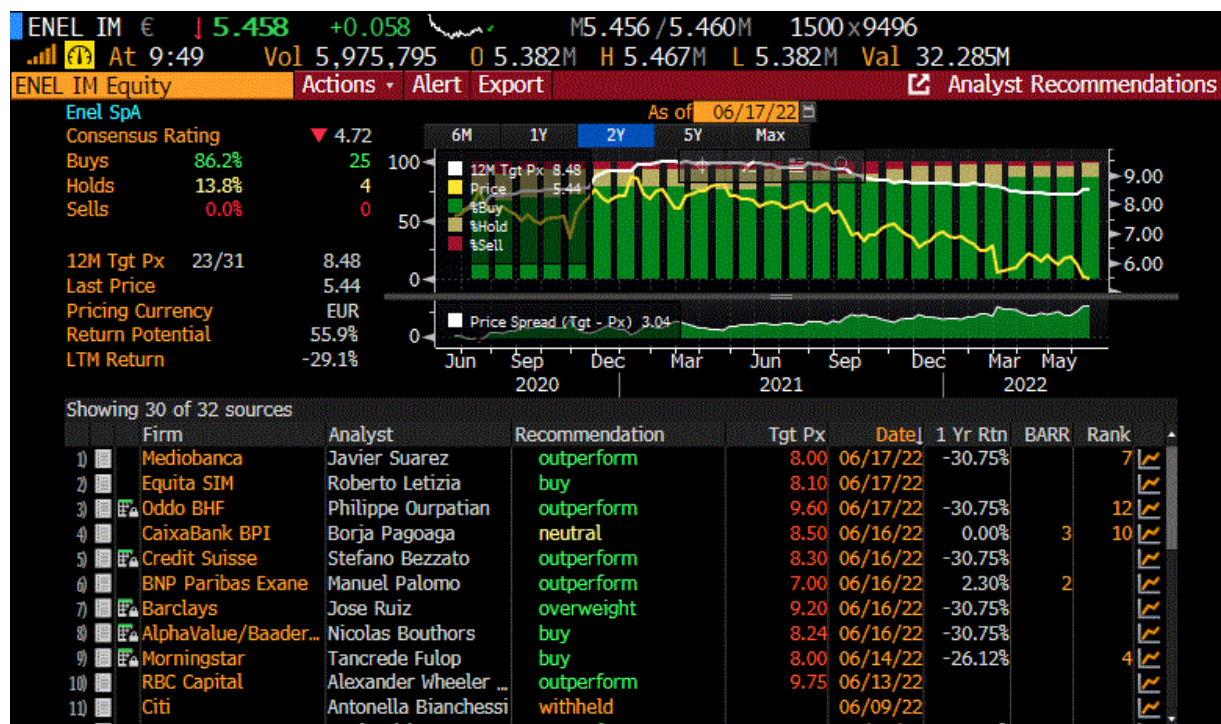 ENEL IM € 5.458 +0.058 M5.456/5.460M 1500x9496
At 9:49 Vol 5,975,795 O 5.382M H 5.467M L 5.382M Val 32.285M
ENEL IM Equity Actions Alert Export Analyst Recommendations
Enel SpA As of 06/17/22
Consensus Rating 4.72 6M 1Y 2Y 5Y Max
Buys 86.2% 25
Holds 13.8% 4
Sells 0.0% 0
12M Tgt Px 23/31 8.48
Last Price 5.44
Pricing Currency EUR
Return Potential 55.9%
LTM Return -29.1%
100
50
0
12M Tgt Px 8.48
Price 5.44
%Buy
%Hold
%Sell
9.00
8.00
7.00
6.00
Price Spread (Tgt - Px) 3.04
0
Jun Sep Dec Mar Jun Sep Dec Mar May
2020 2021 2022
Showing 30 of 32 sources
Firm Analyst Recommendation Tgt Px Date↓ 1 Yr Rtn BARR Rank
1) Mediobanca Javier Suarez outperform 8.00 06/17/22 -30.75% 7
2) Equita SIM Roberto Letizia buy 8.10 06/17/22
3) Oddo BHF Philippe Ourpatian outperform 9.60 06/17/22 -30.75% 12
4) CaixaBank BPI Borja Pagoaga neutral 8.50 06/16/22 0.00% 3 10
5) Credit Suisse Stefano Bezzato outperform 8.30 06/16/22 -30.75%
6) BNP Paribas Exane Manuel Palomo outperform 7.00 06/16/22 2.30% 2
7) Barclays Jose Ruiz overweight 9.20 06/16/22 -30.75%
8) AlphaValue/Baader... Nicolas Bouthors buy 8.24 06/16/22 -30.75%
9) Morningstar Tancrede Fulop buy 8.00 06/14/22 -26.12% 4
10) RBC Capital Alexander Wheeler ... outperform 9.75 06/13/22
11) Citi Antonella Bianchessi withheld 06/09/22